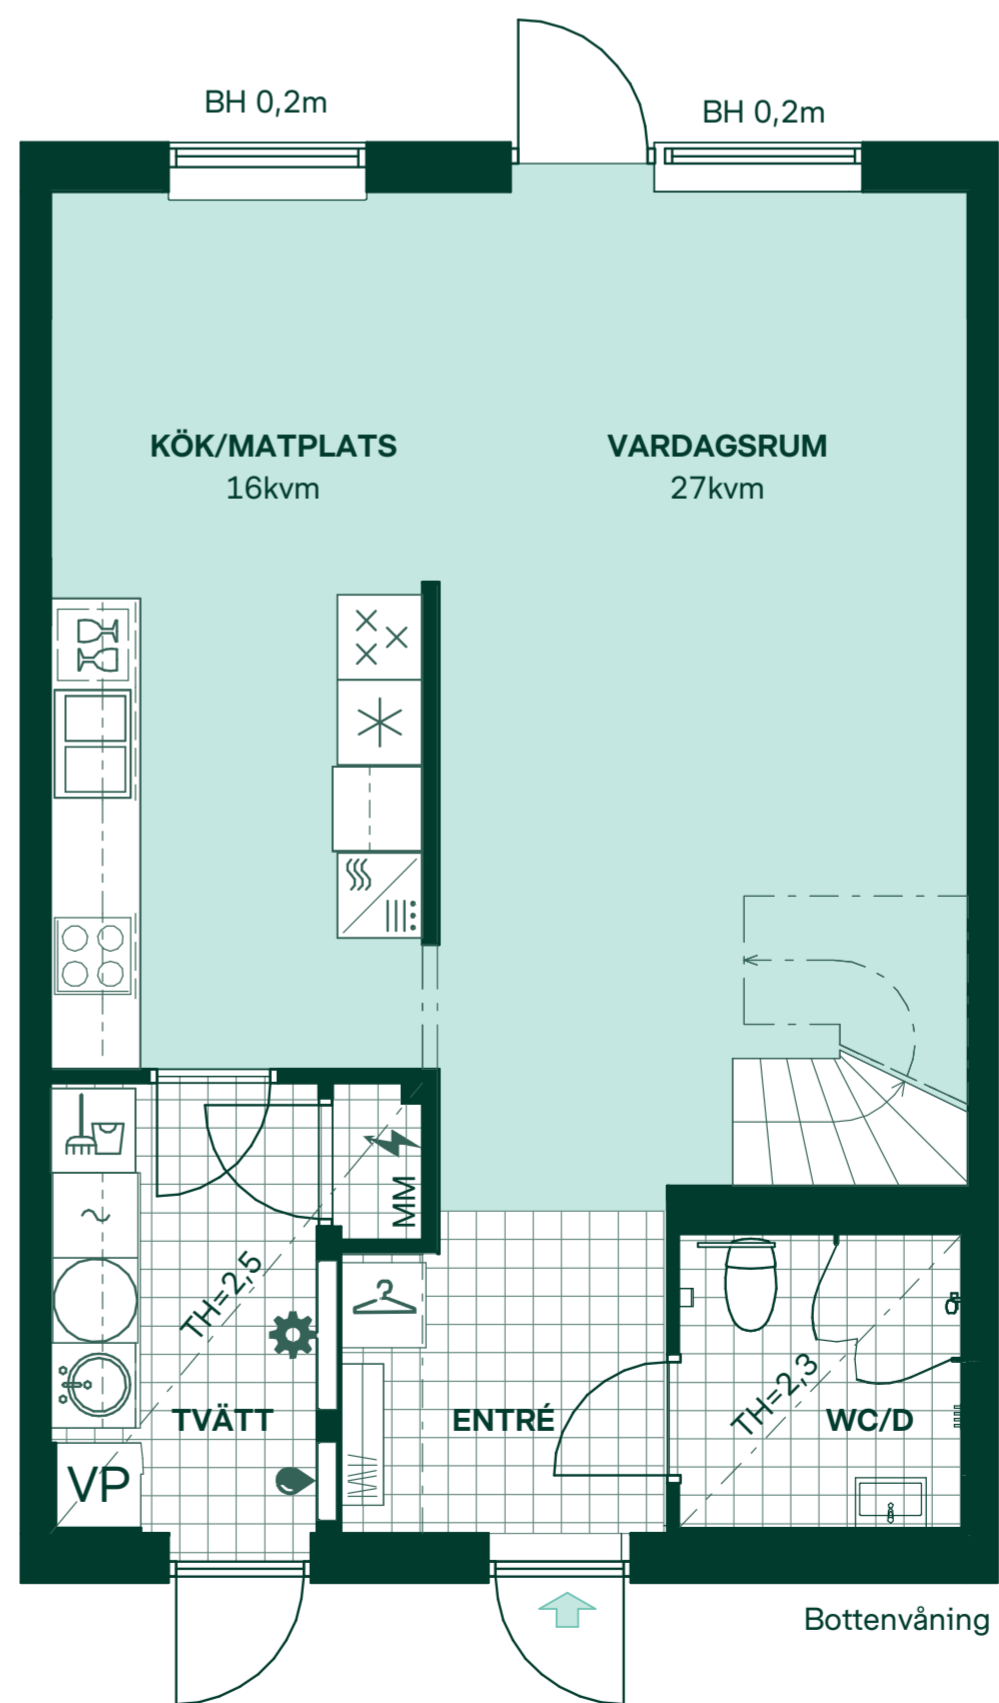 BH 0,2m
BH 0,2m
KÖK/MATPLATS
16kvm
VARDAGSRUM
27kvm
MM
TH=2,5
TVÄTT
ENTRÉ
TH=2,3
WC/D
VP
Bottenvåning